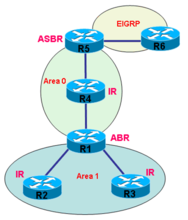 EIGRP
ASBR
R5
R6
Area 0
R4
IR
R1
ABR
IR
IR
Area 1
R2
R3